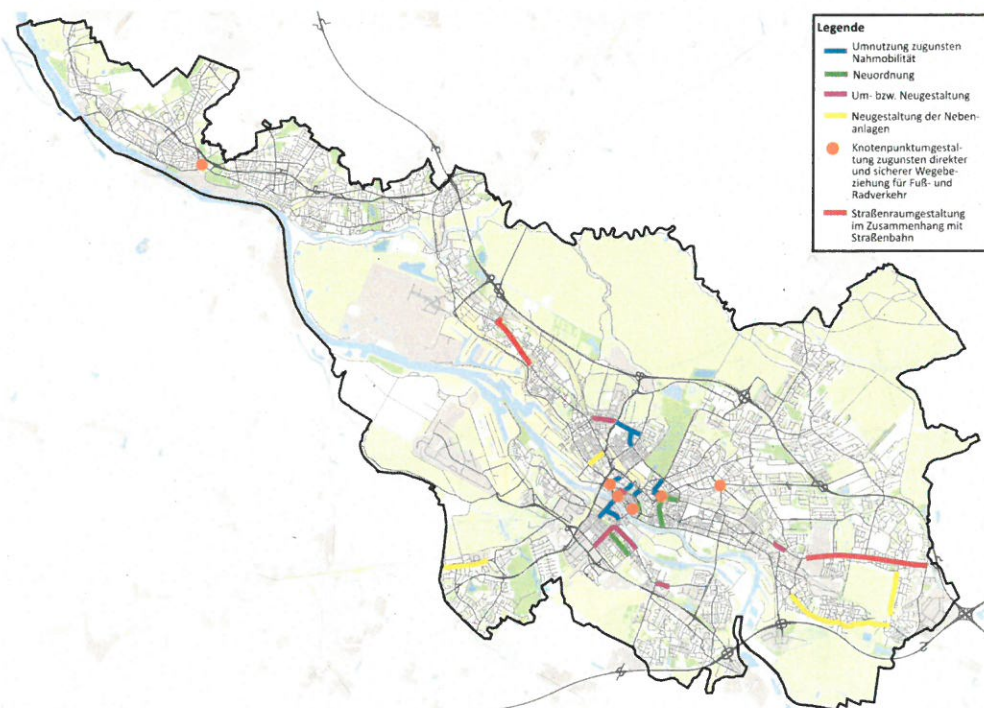 Legende
Umnutzung zugunsten
Nahmobilität
Neuordnung
Um- bzw. Neugestaltung
Neugestaltung der Neben-
anlagen
Knotenpunktumgestal-
tung zugunsten direkter
und sicherer Wegebe-
ziehung für Fuß- und
Radverkehr
Straßenraumgestaltung
im Zusammenhang mit
Straßenbahn